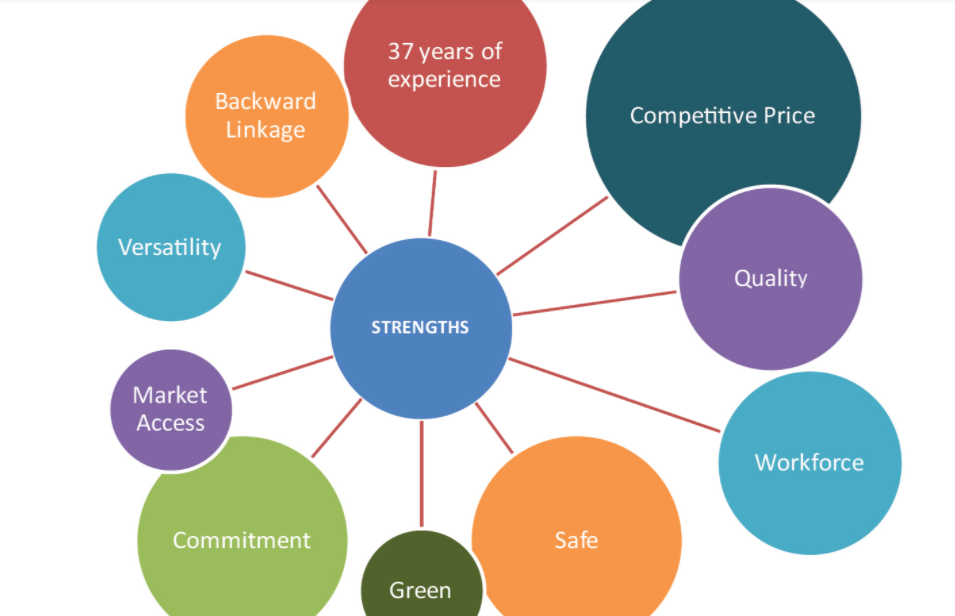 37 years of
experience
Competitive Price
Backward
Linkage
Versatility
Quality
STRENGTHS
Market
Access
Workforce
Commitment
Safe
Green